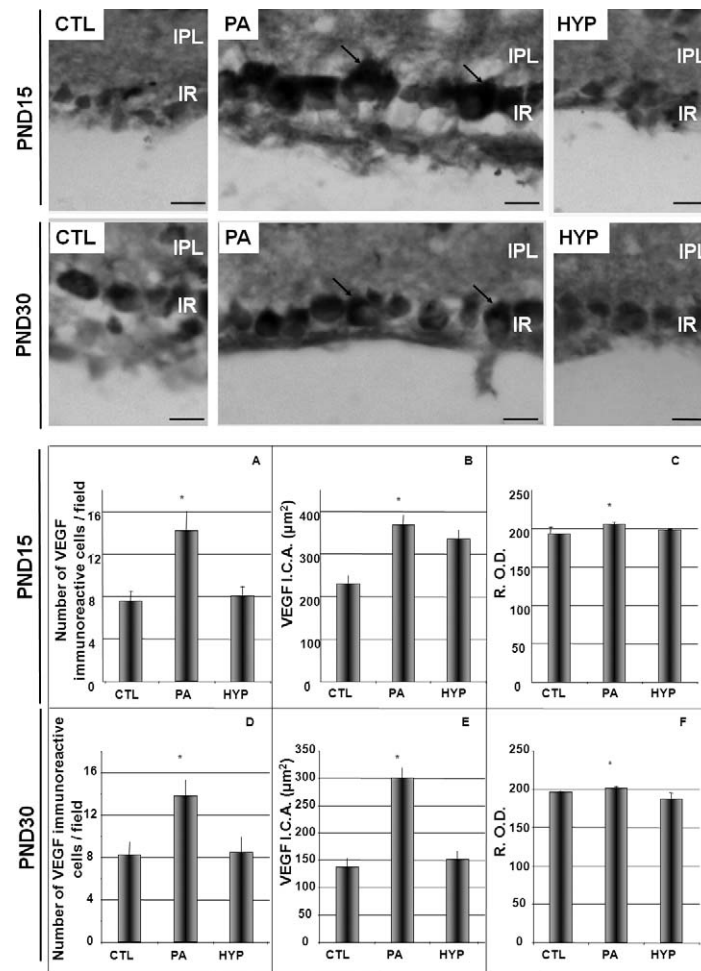 CTL PA HYP
IPL IPL IPL
IR IR IR
PND15
CTL PA HYP
IPL IPL IPL
IR IR IR
PND30
PND15
A
Number of VEGF
immunoreactive cells / field
16
12
8
4
0
*
CTL PA HYP
B
VEGF I.C.A. (µm²)
400
300
200
100
0
*
CTL PA HYP
C
R. O.D.
250
200
150
100
50
0
*
CTL PA HYP
PND30
D
Number of VEGF immunoreactive
cells / field
16
12
8
4
0
*
CTL PA HYP
E
VEGF I.C.A. (µm²)
350
300
250
200
150
100
50
0
*
CTL PA HYP
F
R. O.D.
250
200
150
100
50
0
*
CTL PA HYP